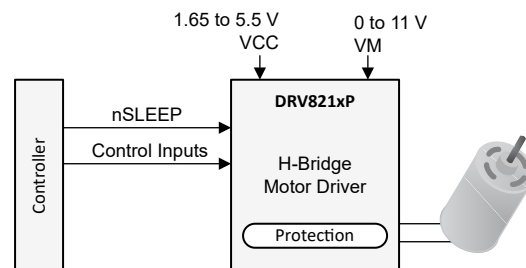 1.65 to 5.5 V
VCC
0 to 11 V
VM
DRV821xP
Controller
nSLEEP
Control Inputs
H-Bridge
Motor Driver
Protection